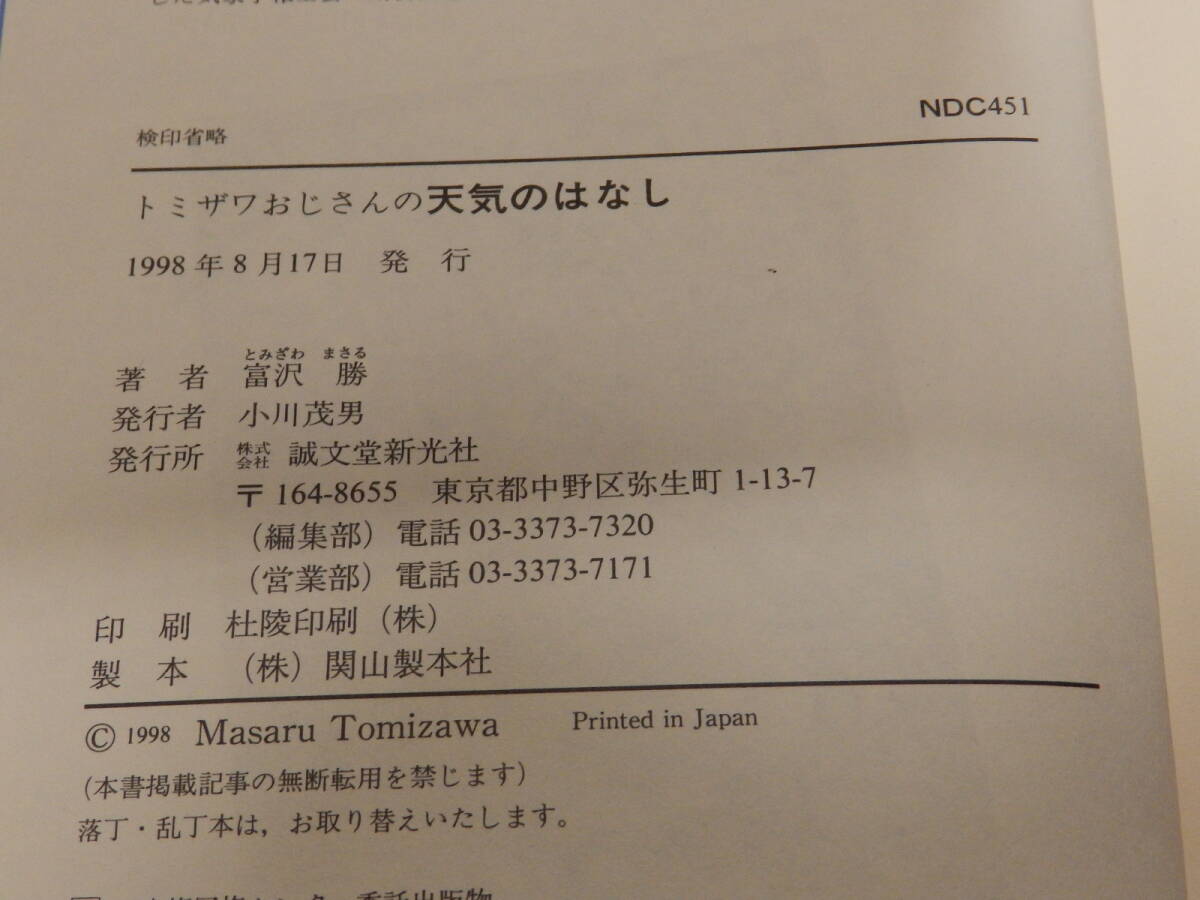 NDC451
検印省略
トミザワおじさんの天気のはなし
1998年8月17日 発 行
とみざわ まさる
著 者 富沢 勝
発行者 小川茂男
発行所 株式会社 誠文堂新光社
〒164-8655 東京都中野区弥生町 1-13-7
(編集部) 電話 03-3373-7320
(営業部) 電話 03-3373-7171
印 刷 杜陵印刷(株)
製 本 (株)関山製本社
© 1998 Masaru Tomizawa Printed in Japan
(本書掲載記事の無断転用を禁じます)
落丁・乱丁本は,お取り替えいたします。
委託出版物